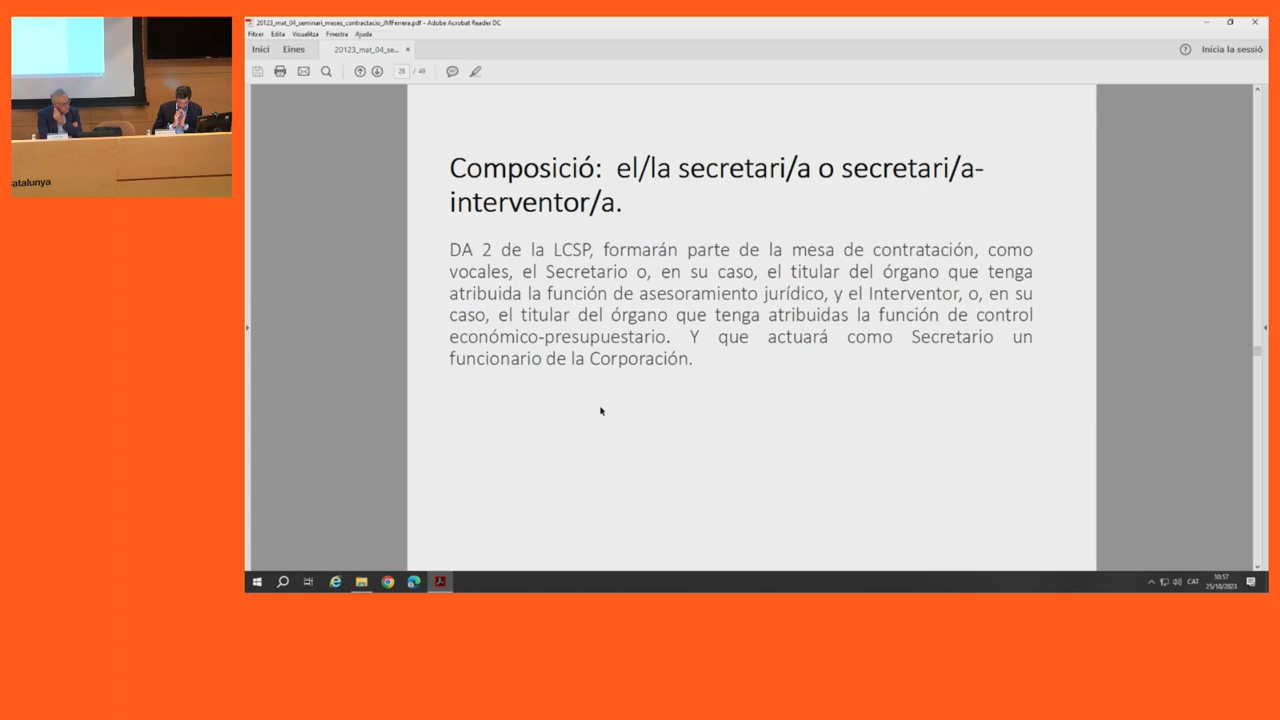 20123_mat_04_seminari_meses_contractacio_JMFerrera.pdf - Adobe Acrobat Reader DC
Fitxer Edita Visualitza Finestra Ajuda
Inici Eines 20123_mat_04_se... × Inicia la sessió
28 / 49
Composició: el/la secretari/a o secretari/a-
interventor/a.
DA 2 de la LCSP, formarán parte de la mesa de contratación, como
vocales, el Secretario o, en su caso, el titular del órgano que tenga
atribuida la función de asesoramiento jurídico, y el Interventor, o, en su
caso, el titular del órgano que tenga atribuidas la función de control
económico-presupuestario. Y que actuará como Secretario un
funcionario de la Corporación.
atalunya
CAT
10:57
25/10/2023